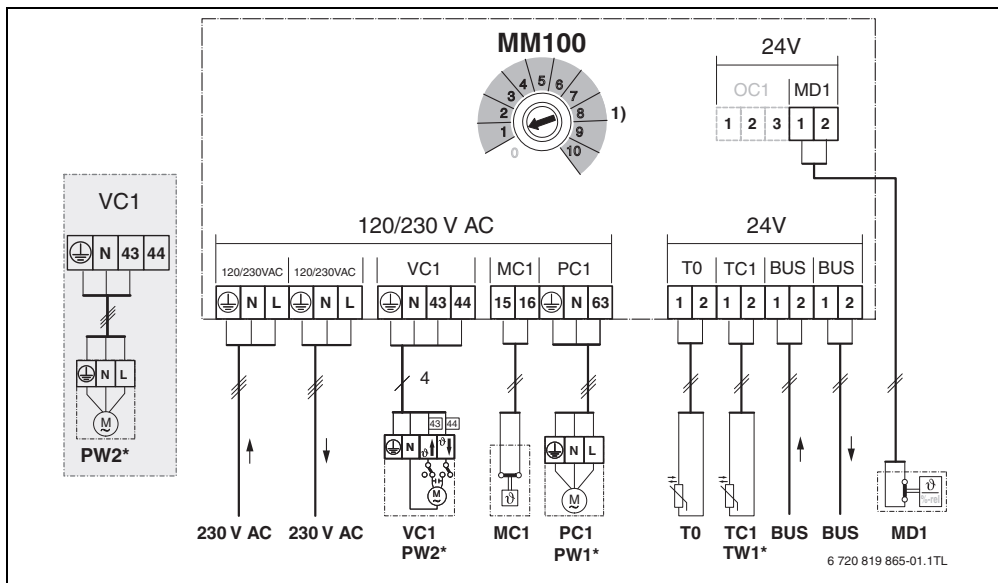 MM100
0 1 2 3 4 5 6 7 8 9 10
1)
24V
OC1 MD1
1 2 3 1 2
VC1
N 43 44
N L
M
~
PW2*
120/230 V AC
24V
120/230VAC 120/230VAC VC1 MC1 PC1 T0 TC1 BUS BUS
N L N L N 43 44 15 16 N 63 1 2 1 2 1 2 1 2
4
43 44
N ϑ ϑ
M
~
ϑ
N L
M
~
ϑ
%-rel
230 V AC 230 V AC VC1 MC1 PC1 T0 TC1 BUS BUS MD1
PW2* PW1* TW1*
6 720 819 865-01.1TL